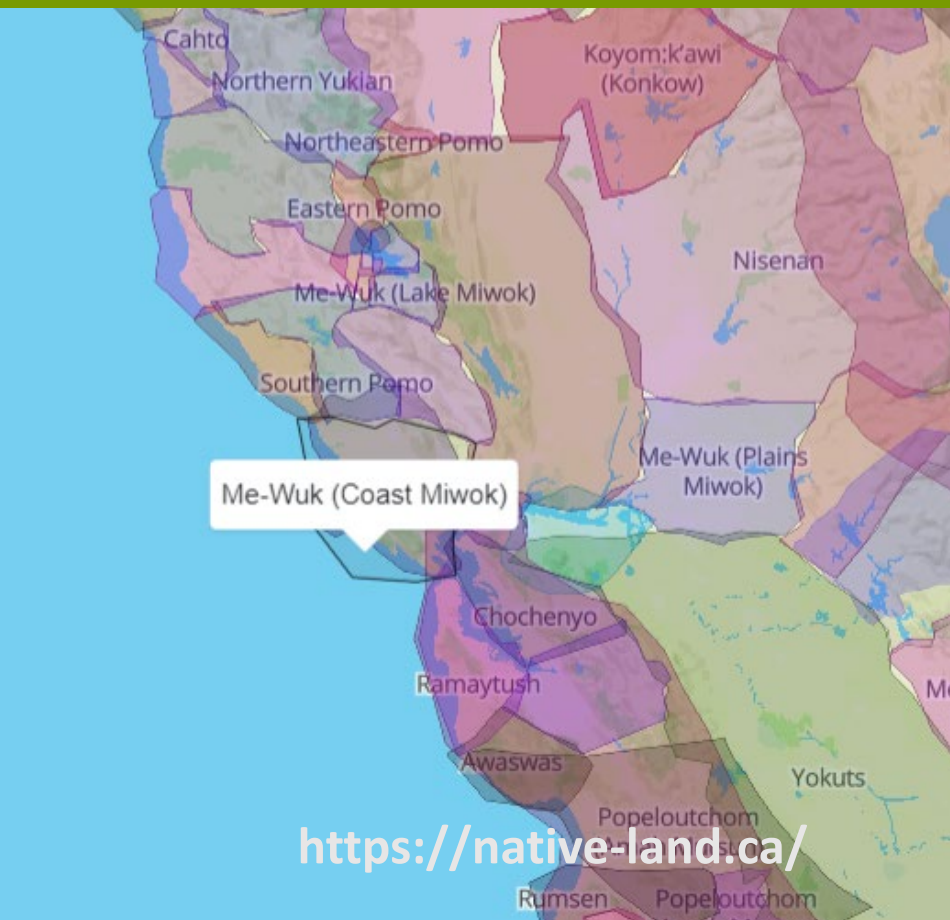 Cahto
Koyom:k'awi
(Konkow)
Northern Yukian
Northeastern Pomo
Eastern Pomo
Nisenan
Me-Wuk (Lake Miwok)
Southern Pomo
Me-Wuk (Plains
Miwok)
Me-Wuk (Coast Miwok)
Chochenyo
Ramaytush
Awaswas
Yokuts
Popeloutchom
https://native-land.ca/
Rumsen
Popeloutchom